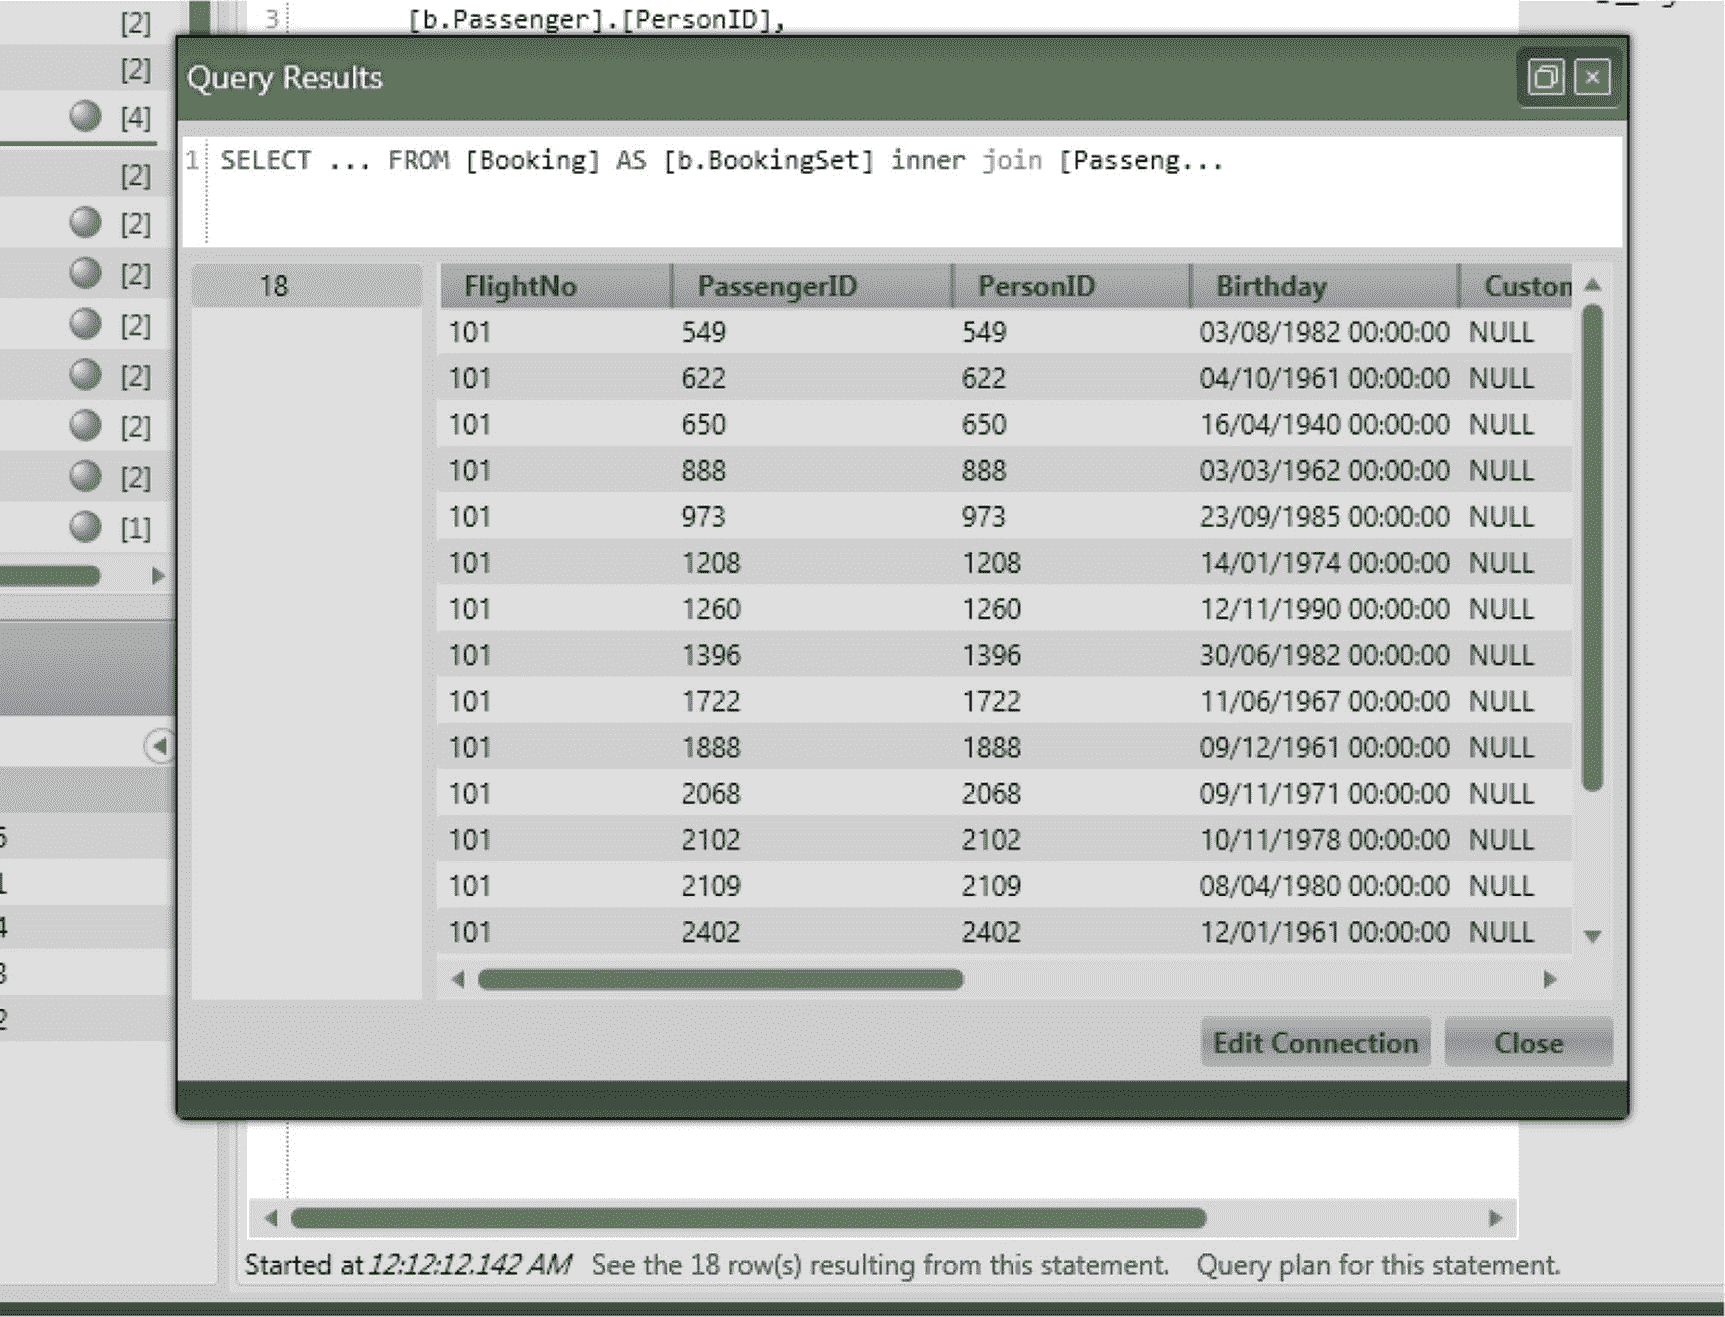 [2]
3 [b.Passenger].[PersonID],
[2]
[4]
[2]
[2]
[2]
[2]
[2]
[2]
[2]
[1]
5
1
4
3
2
Query Results
1 SELECT ... FROM [Booking] AS [b.BookingSet] inner join [Passeng...
18
FlightNo PassengerID PersonID Birthday Custom
101 549 549 03/08/1982 00:00:00 NULL
101 622 622 04/10/1961 00:00:00 NULL
101 650 650 16/04/1940 00:00:00 NULL
101 888 888 03/03/1962 00:00:00 NULL
101 973 973 23/09/1985 00:00:00 NULL
101 1208 1208 14/01/1974 00:00:00 NULL
101 1260 1260 12/11/1990 00:00:00 NULL
101 1396 1396 30/06/1982 00:00:00 NULL
101 1722 1722 11/06/1967 00:00:00 NULL
101 1888 1888 09/12/1961 00:00:00 NULL
101 2068 2068 09/11/1971 00:00:00 NULL
101 2102 2102 10/11/1978 00:00:00 NULL
101 2109 2109 08/04/1980 00:00:00 NULL
101 2402 2402 12/01/1961 00:00:00 NULL
Edit Connection Close
Started at 12:12:12.142 AM See the 18 row(s) resulting from this statement. Query plan for this statement.